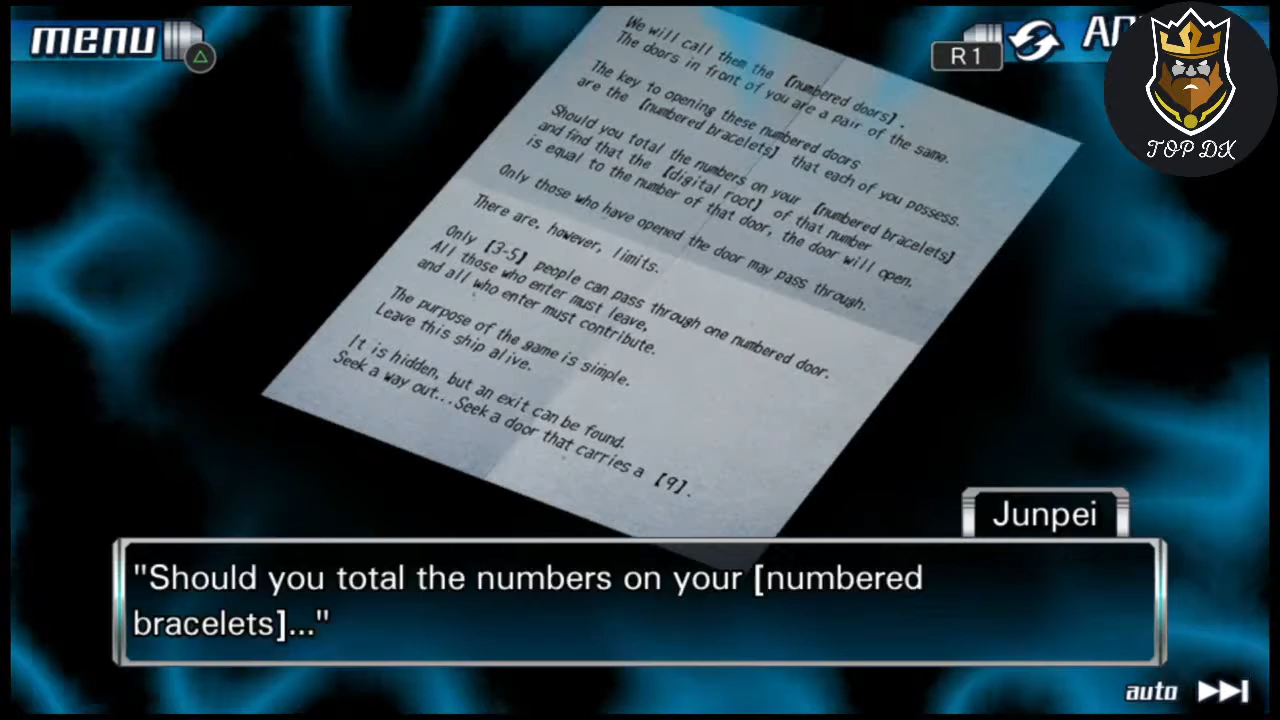 MENU
R1
TOP DX
We will call them the [numbered doors].
The doors in front of you are a pair of the same.
The key to opening these numbered doors
are the [numbered bracelets] that each of you possess.
Should you total the numbers on your [numbered bracelets]
and find that the [digital root] of that number
is equal to the number of that door, the door will open.
Only those who have opened the door may pass through.
There are, however, limits.
Only [3-5] people can pass through one numbered door.
All those who enter must leave,
and all who enter must contribute.
The purpose of the game is simple.
Leave this ship alive.
It is hidden, but an exit can be found.
Seek a way out...Seek a door that carries a [9].
Junpei
"Should you total the numbers on your [numbered
bracelets]..."
auto